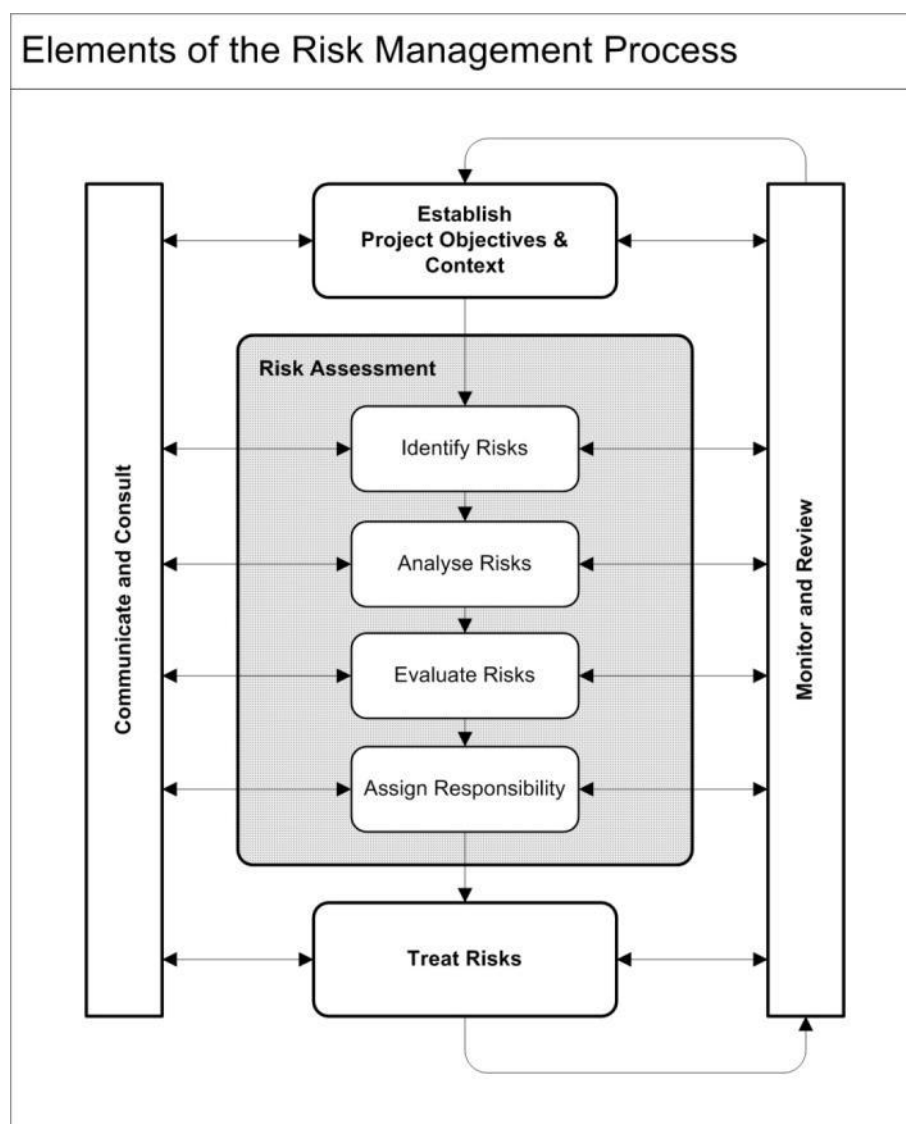 Elements of the Risk Management Process
Establish
Project Objectives &
Context
Risk Assessment
Identify Risks
Analyse Risks
Evaluate Risks
Assign Responsibility
Treat Risks
Communicate and Consult
Monitor and Review